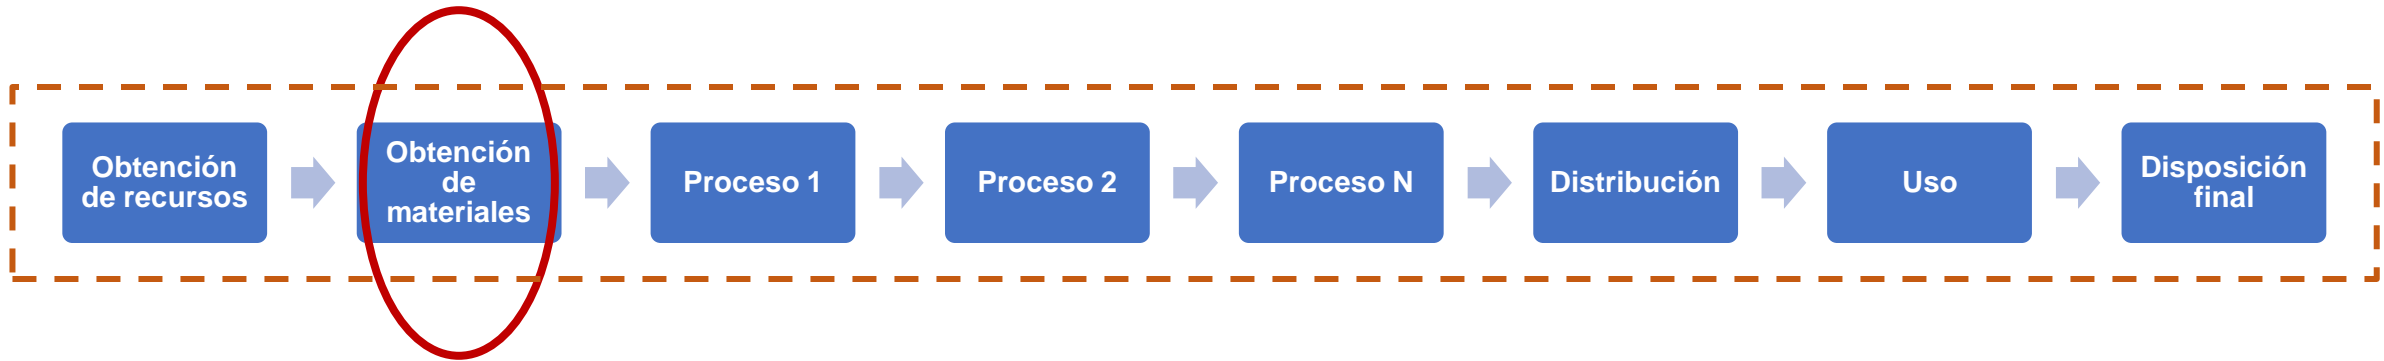 Obtención
de recursos
Obtención
de
materiales
Proceso 1
Proceso 2
Proceso N
Distribución
Uso
Disposición
final